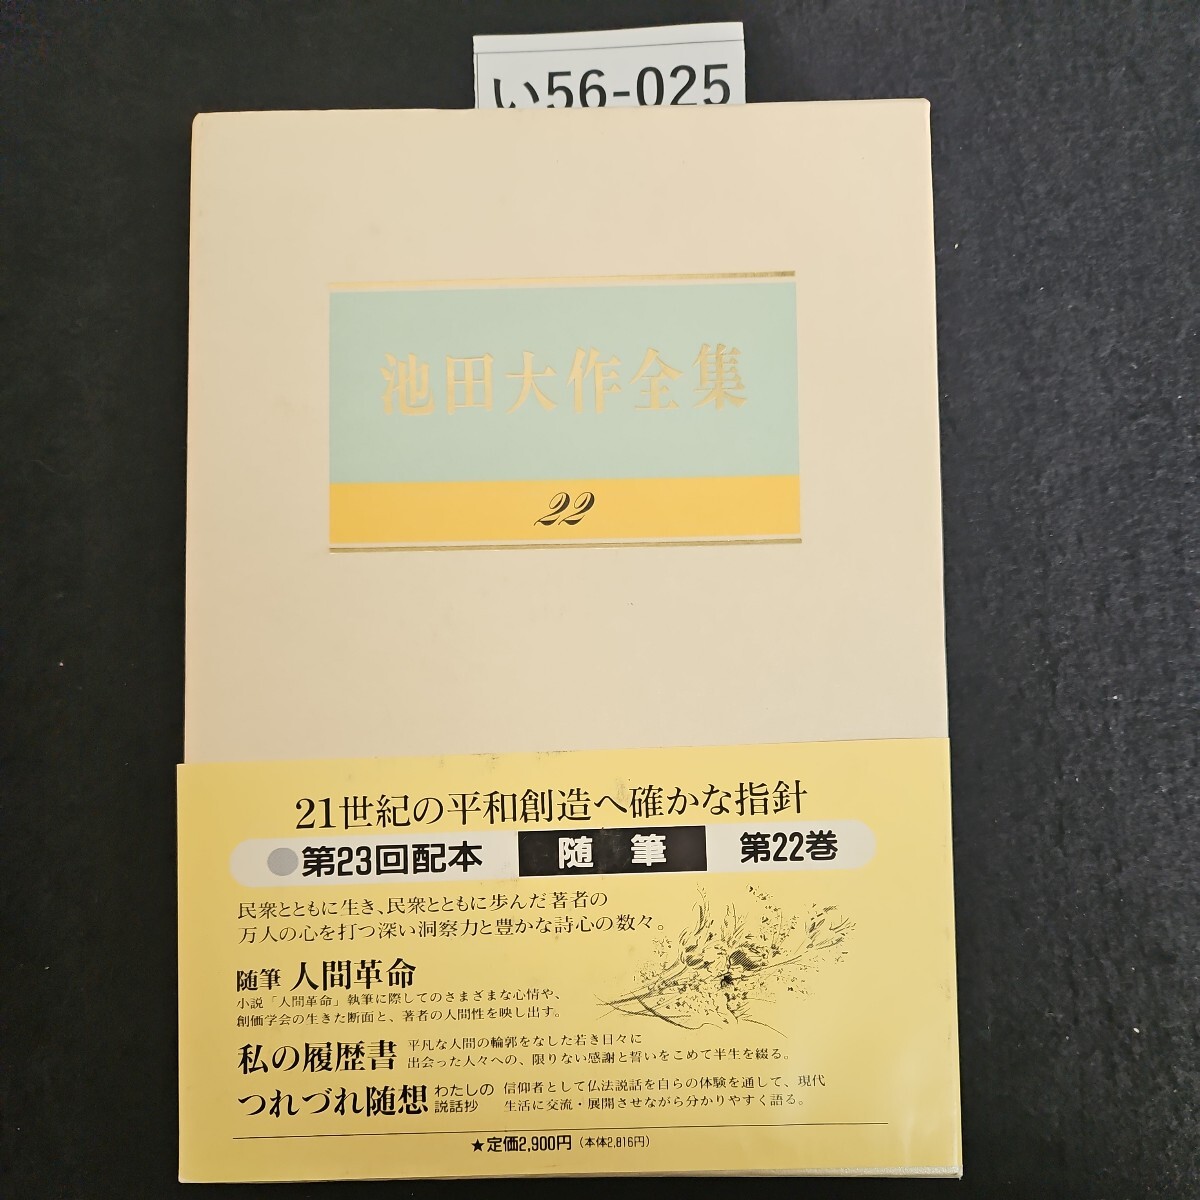 い56-025
池田大作全集
22
21世紀の平和創造へ確かな指針
●第23回配本 随筆 第22巻
民衆とともに生き、民衆とともに歩んだ著者の
万人の心を打つ深い洞察力と豊かな詩心の数々。
随筆 人間革命
小説「人間革命」執筆に際してのさまざまな心情や、
創価学会の生きた断面と、著者の人間性を映し出す。
私の履歴書
平凡な人間の輪郭をなした若き日々に
出会った人々への、限りない感謝と誓いをこめて半生を綴る。
つれづれ随想
わたしの
説話抄
信仰者として仏法説話を自らの体験を通して、現代
生活に交流・展開させながら分かりやすく語る。
★定価2,900円（本体2,816円）